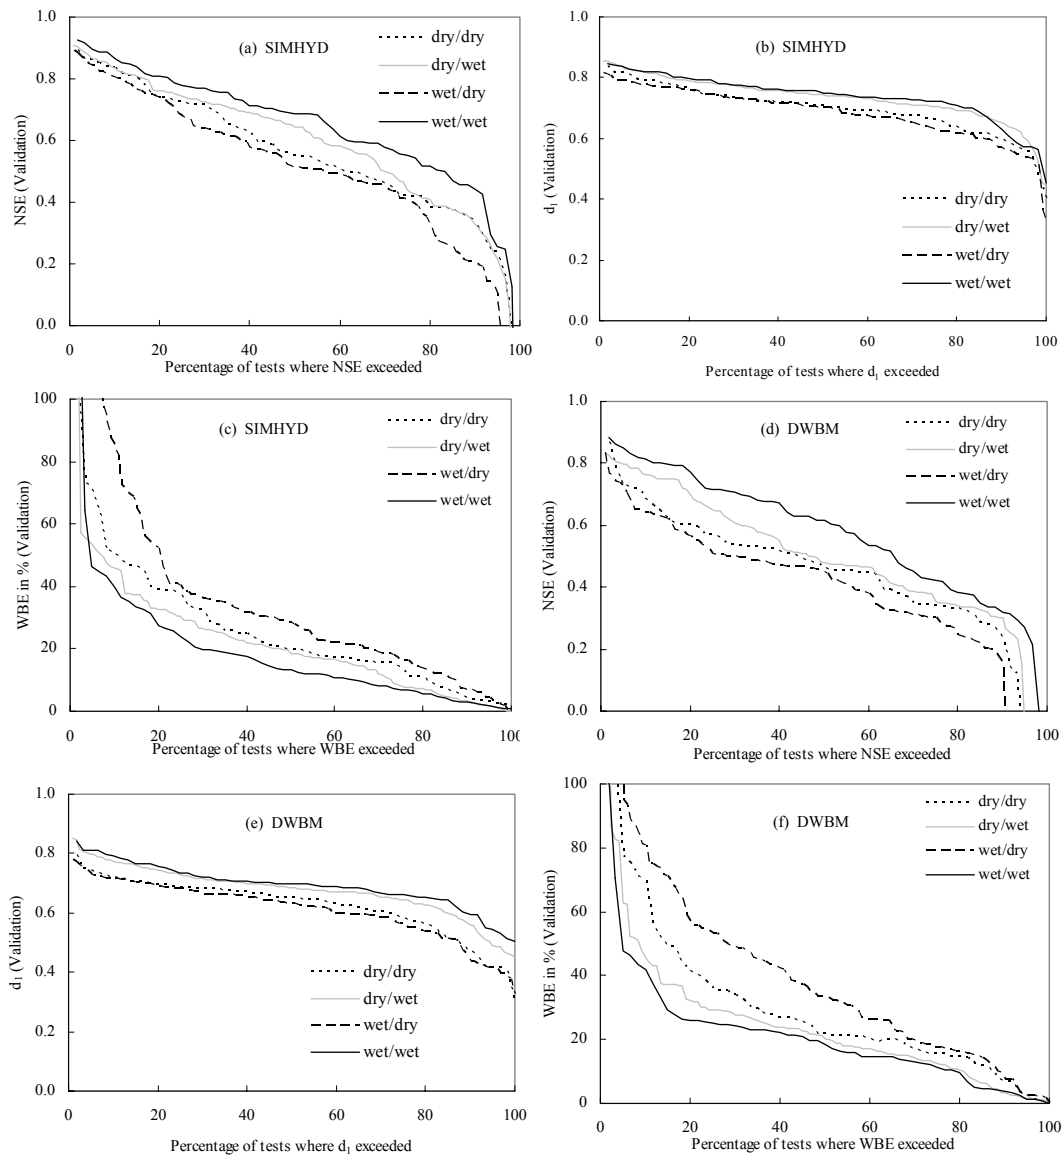 (a) SIMHYD
dry/dry
dry/wet
wet/dry
wet/wet
NSE (Validation)
1.0
0.8
0.6
0.4
0.2
0.0
0 20 40 60 80 100
Percentage of tests where NSE exceeded
(b) SIMHYD
dry/dry
dry/wet
wet/dry
wet/wet
d1 (Validation)
1.0
0.8
0.6
0.4
0.2
0.0
0 20 40 60 80 100
Percentage of tests where d1 exceeded
(c) SIMHYD
dry/dry
dry/wet
wet/dry
wet/wet
WBE in % (Validation)
100
80
60
40
20
0
0 20 40 60 80 100
Percentage of tests where WBE exceeded
(d) DWBM
dry/dry
dry/wet
wet/dry
wet/wet
NSE (Validation)
1.0
0.8
0.6
0.4
0.2
0.0
0 20 40 60 80 100
Percentage of tests where NSE exceeded
(e) DWBM
dry/dry
dry/wet
wet/dry
wet/wet
d1 (Validation)
1.0
0.8
0.6
0.4
0.2
0.0
0 20 40 60 80 100
Percentage of tests where d1 exceeded
(f) DWBM
dry/dry
dry/wet
wet/dry
wet/wet
WBE in % (Validation)
100
80
60
40
20
0
0 20 40 60 80 100
Percentage of tests where WBE exceeded